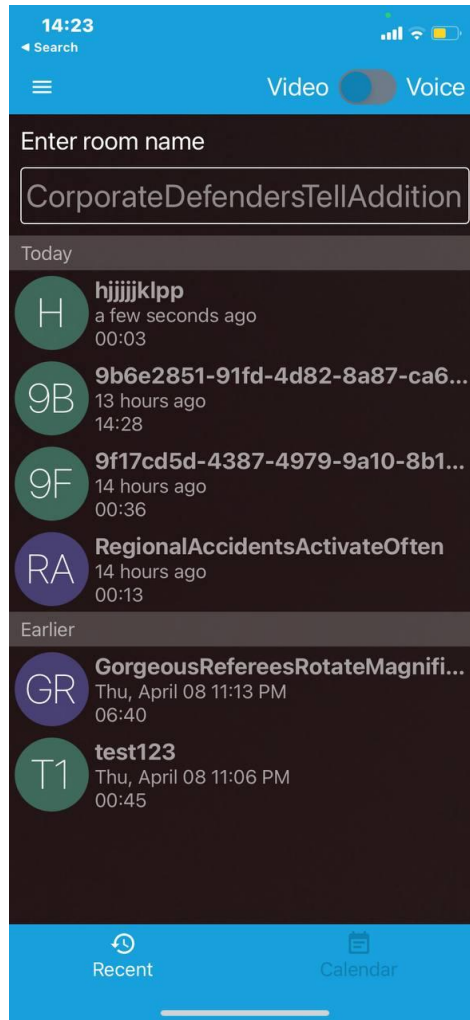 14:23
◀ Search
Video Voice
Enter room name
CorporateDefendersTellAddition
Today
H
hjjjjjklpp
a few seconds ago
00:03
9B
9b6e2851-91fd-4d82-8a87-ca6...
13 hours ago
14:28
9F
9f17cd5d-4387-4979-9a10-8b1...
14 hours ago
00:36
RA
RegionalAccidentsActivateOften
14 hours ago
00:13
Earlier
GR
GorgeousRefereesRotateMagnifi...
Thu, April 08 11:13 PM
06:40
T1
test123
Thu, April 08 11:06 PM
00:45
Recent Calendar